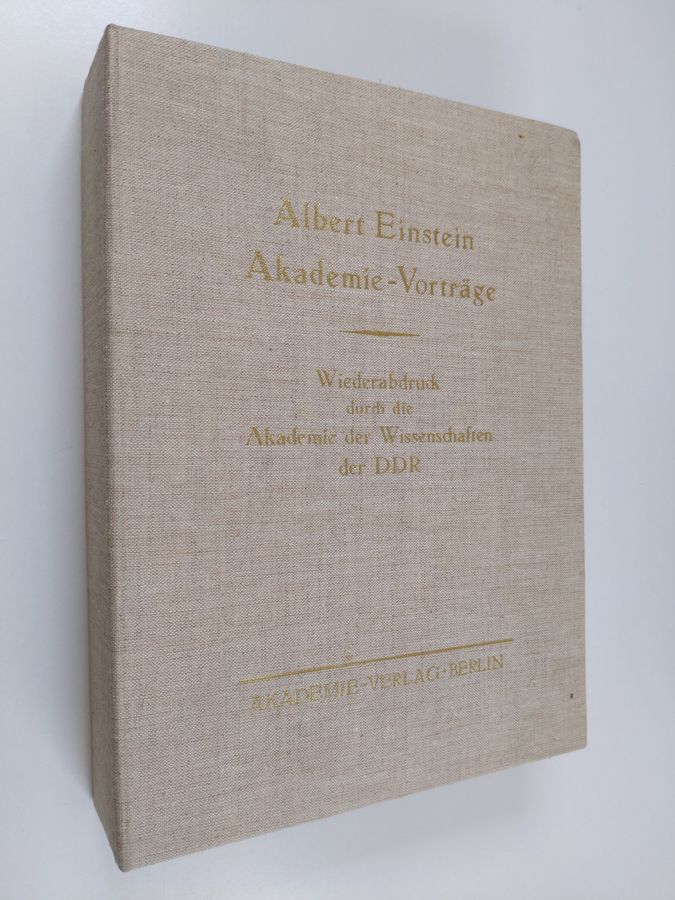 Albert Einstein
Akademie-Vorträge
Wiederabdruck
durch die
Akademie der Wissenschaften
der DDR
AKADEMIE-VERLAG·BERLIN